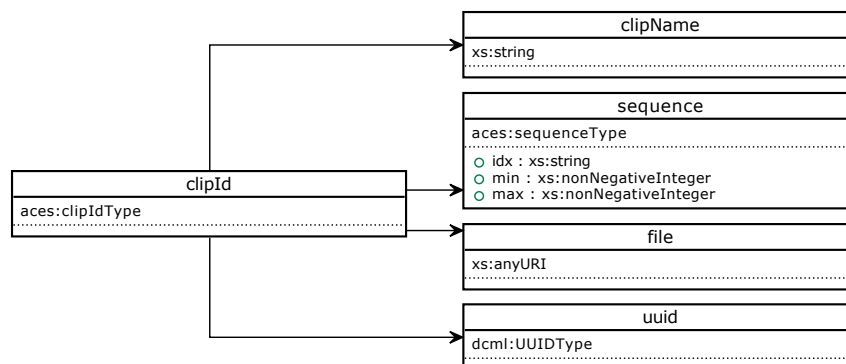 clipName
xs:string
sequence
aces:sequenceType
idx : xs:string
min : xs:nonNegativeInteger
max : xs:nonNegativeInteger
clipId
aces:clipIdType
file
xs:anyURI
uuid
dcml:UUIDType